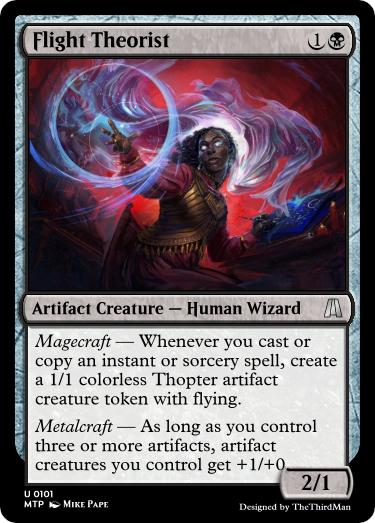 Flight Theorist 1
Artifact Creature — Human Wizard
Magecraft — Whenever you cast or
copy an instant or sorcery spell, create
a 1/1 colorless Thopter artifact
creature token with flying.
Metalcraft — As long as you control
three or more artifacts, artifact
creatures you control get +1/+0
2/1
U 0101
MTP Mike Pape
Designed by TheThirdMan